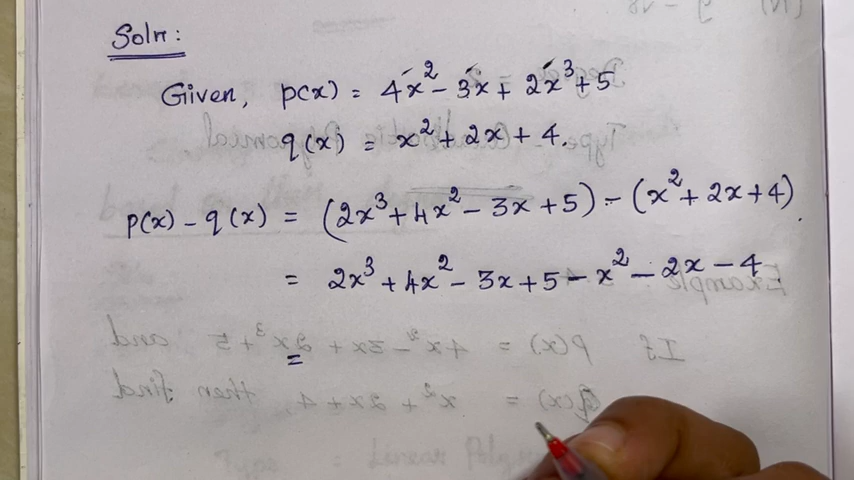 Soln:
Given, p(x) = 4x² - 3x + 2x³ + 5
q(x) = x² + 2x + 4.
p(x) - q(x) = (2x³ + 4x² - 3x + 5) - (x² + 2x + 4).
= 2x³ + 4x² - 3x + 5 - x² - 2x - 4
=